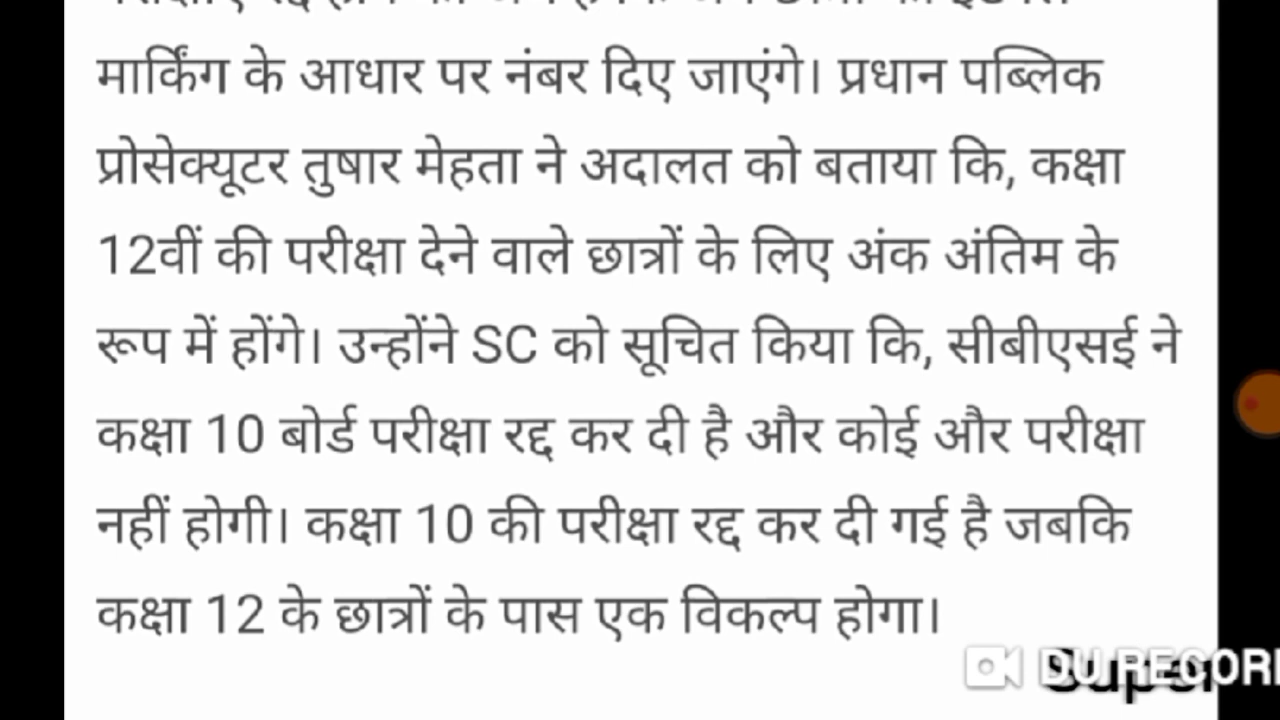 मार्किंग के आधार पर नंबर दिए जाएंगे। प्रधान पब्लिक
प्रोसेक्यूटर तुषार मेहता ने अदालत को बताया कि, कक्षा
12वीं की परीक्षा देने वाले छात्रों के लिए अंक अंतिम के
रूप में होंगे। उन्होंने SC को सूचित किया कि, सीबीएसई ने
कक्षा 10 बोर्ड परीक्षा रद्द कर दी है और कोई और परीक्षा
नहीं होगी। कक्षा 10 की परीक्षा रद्द कर दी गई है जबकि
कक्षा 12 के छात्रों के पास एक विकल्प होगा।
DU RECOR
Super